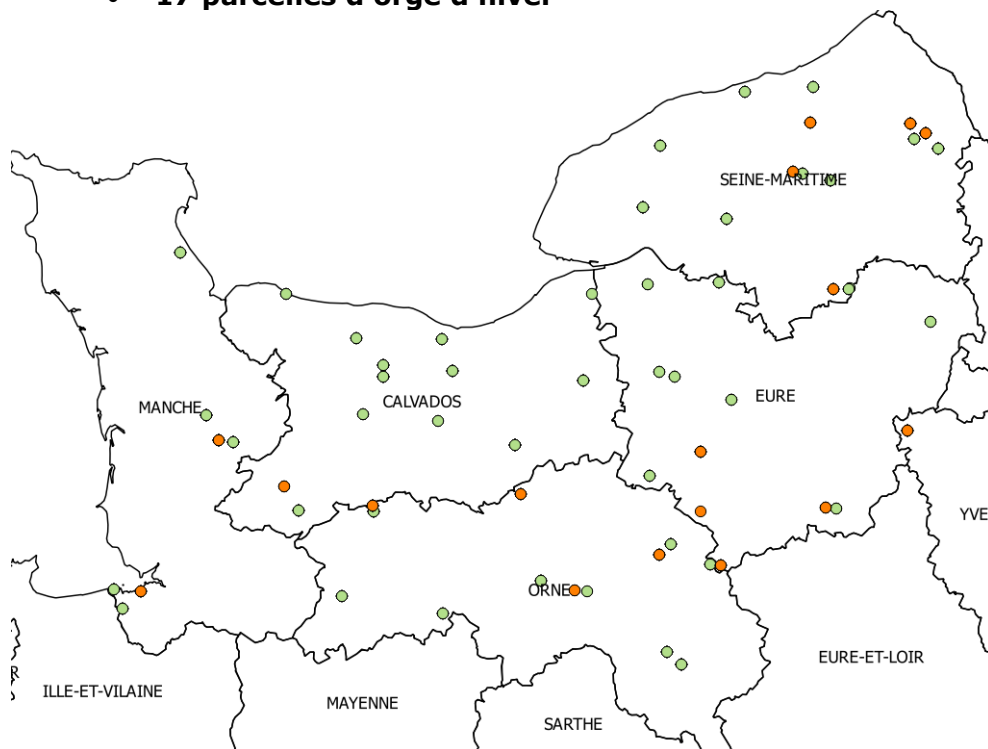 • 17 parcelles d'orge d'hiver
SEINE-MARITIME
MANCHE
CALVADOS
EURE
YVE
ORNE
EURE-ET-LOIR
R
ILLE-ET-VILAINE
MAYENNE
SARTHE